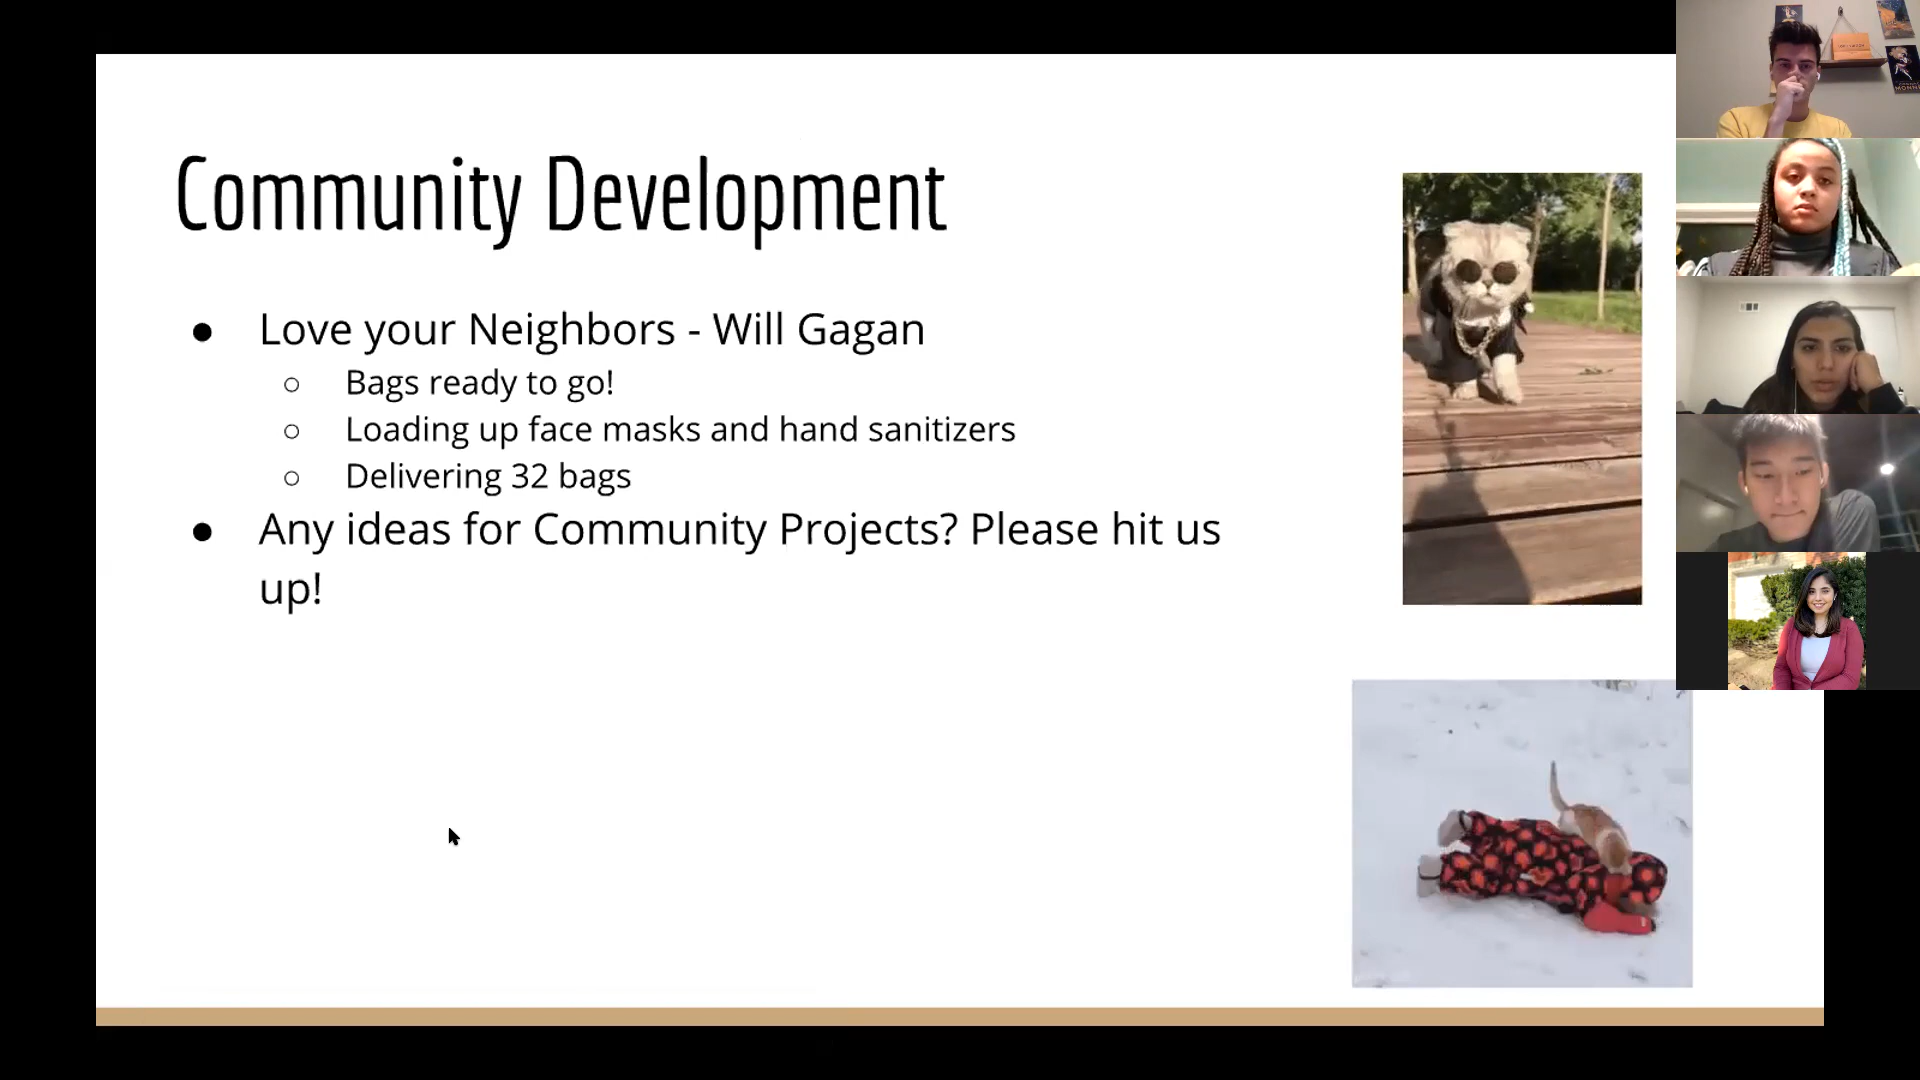 Community Development
● Love your Neighbors - Will Gagan
○ Bags ready to go!
○ Loading up face masks and hand sanitizers
○ Delivering 32 bags
● Any ideas for Community Projects? Please hit us
up!